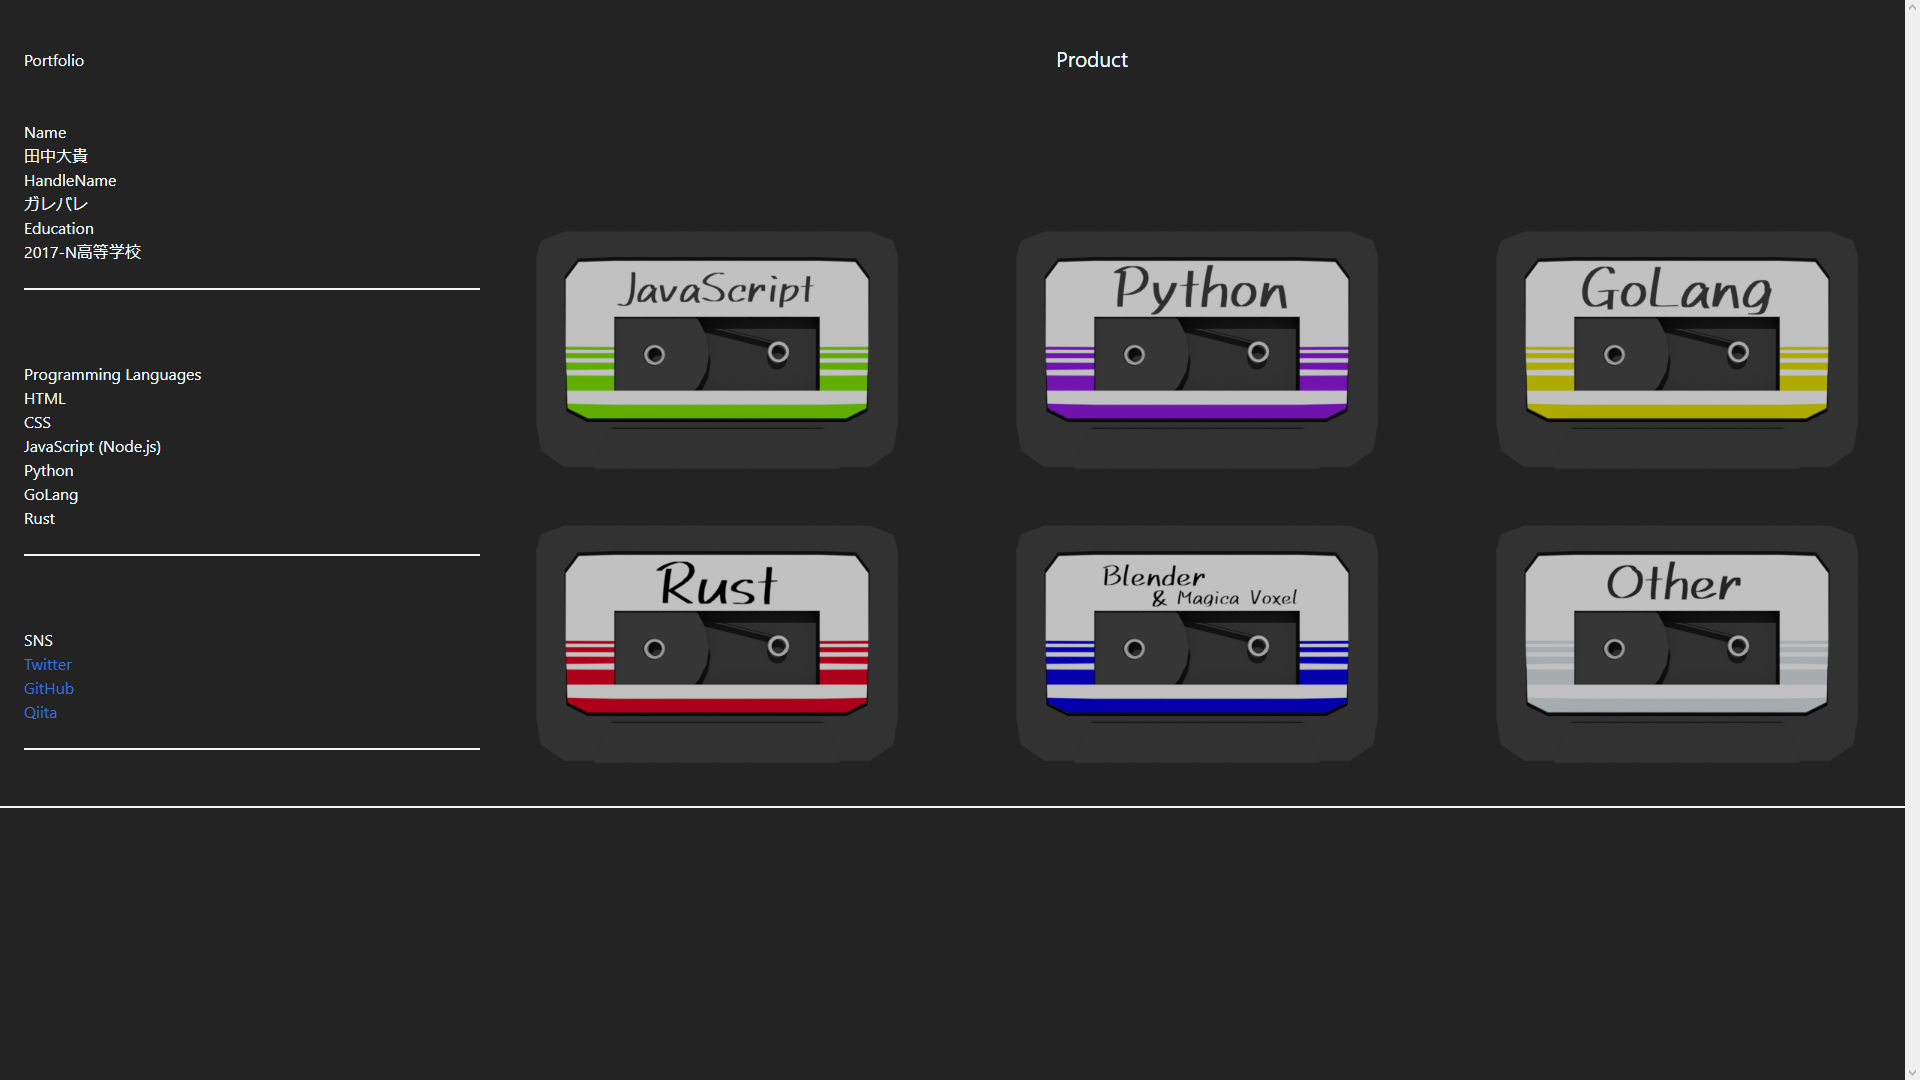 Portfolio
Name
田中大貴
HandleName
ガレバレ
Education
2017-N高等学校
Programming Languages
HTML
CSS
JavaScript (Node.js)
Python
GoLang
Rust
SNS
Twitter
GitHub
Qiita
Product
JavaScript
Python
GoLang
Rust
Blender
& Magica Voxel
Other